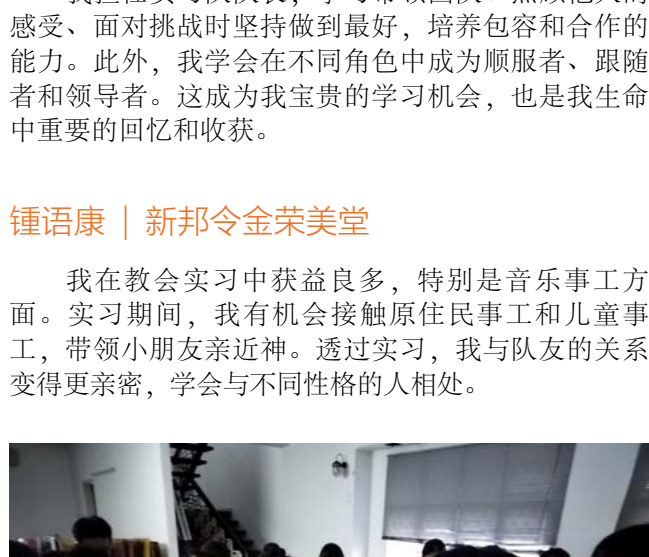 感受、面对挑战时坚持做到最好，培养包容和合作的
能力。此外，我学会在不同角色中成为顺服者、跟随
者和领导者。这成为我宝贵的学习机会，也是我生命
中重要的回忆和收获。
锺语康｜新邦令金荣美堂
我在教会实习中获益良多，特别是音乐事工方
面。实习期间，我有机会接触原住民事工和儿童事
工，带领小朋友亲近神。透过实习，我与队友的关系
变得更亲密，学会与不同性格的人相处。